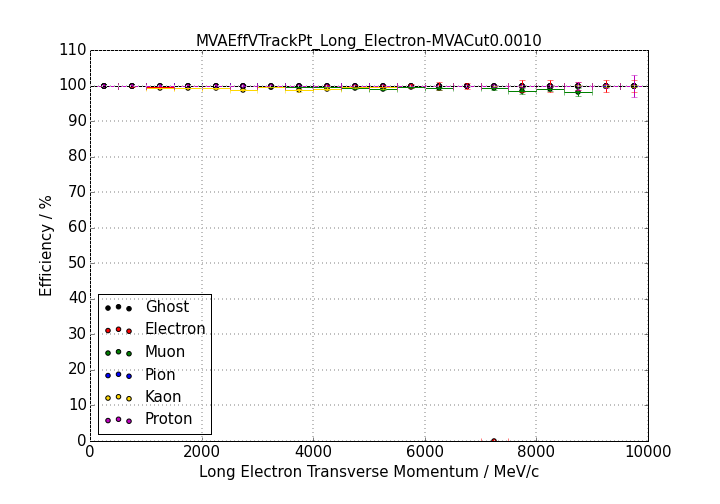 MVAEffVTrackPt_Long_Electron-MVACut0.0010
110
100
90
80
70
60
50
40
30
20
10
0
Efficiency / %
Ghost
Electron
Muon
Pion
Kaon
Proton
0 2000 4000 6000 8000 10000
Long Electron Transverse Momentum / MeV/c